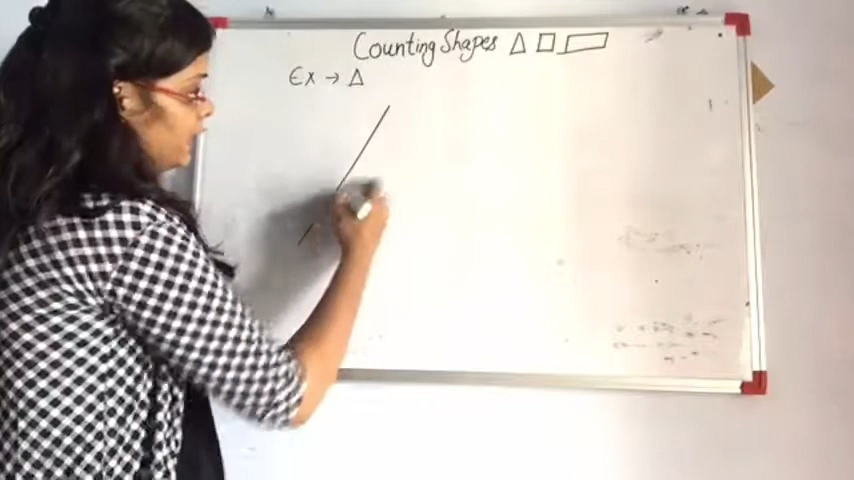 Counting Shapes △ □ ▭
Ex → △